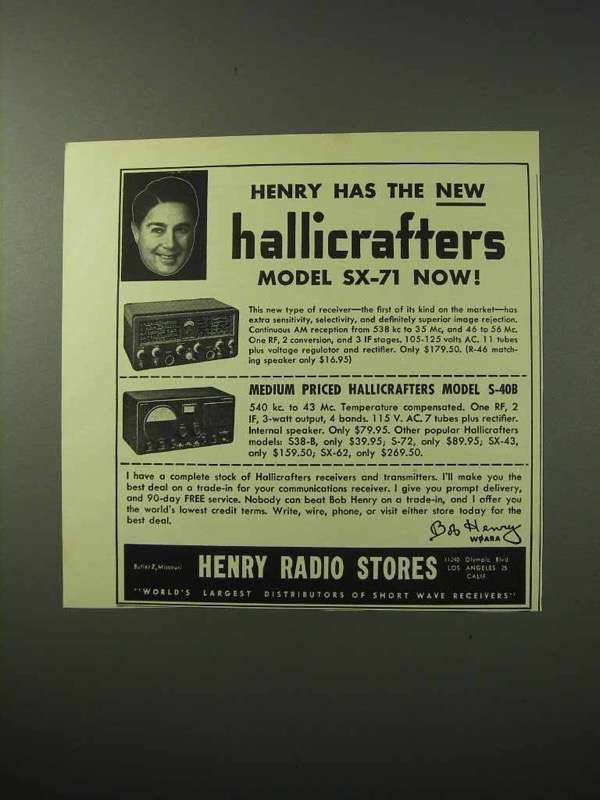 HENRY HAS THE NEW
hallicrafters
MODEL SX-71 NOW!
This new type of receiver—the first of its kind on the market—has
extra sensitivity, selectivity, and definitely superior image rejection.
Continuous AM reception from 538 kc to 35 Mc, and 46 to 56 Mc.
One RF, 2 conversion, and 3 IF stages. 105-125 volts AC. 11 tubes
plus voltage regulator and rectifier. Only $179.50. (R-46 match-
ing speaker only $16.95)
MEDIUM PRICED HALLICRAFTERS MODEL S-40B
540 kc. to 43 Mc. Temperature compensated. One RF, 2
IF, 3-watt output, 4 bands. 115 V. AC. 7 tubes plus rectifier.
Internal speaker. Only $79.95. Other popular Hallicrafters
models: S38-B, only $39.95; S-72, only $89.95; SX-43,
only $159.50; SX-62, only $269.50.
I have a complete stock of Hallicrafters receivers and transmitters. I'll make you the
best deal on a trade-in for your communications receiver. I give you prompt delivery,
and 90-day FREE service. Nobody can beat Bob Henry on a trade-in, and I offer you
the world's lowest credit terms. Write, wire, phone, or visit either store today for the
best deal.
Bob Henry
WØARA
Butler 2, Missouri
HENRY RADIO STORES
11240 Olympic Blvd
LOS ANGELES 25
CALIF.
"WORLD'S LARGEST DISTRIBUTORS OF SHORT WAVE RECEIVERS"